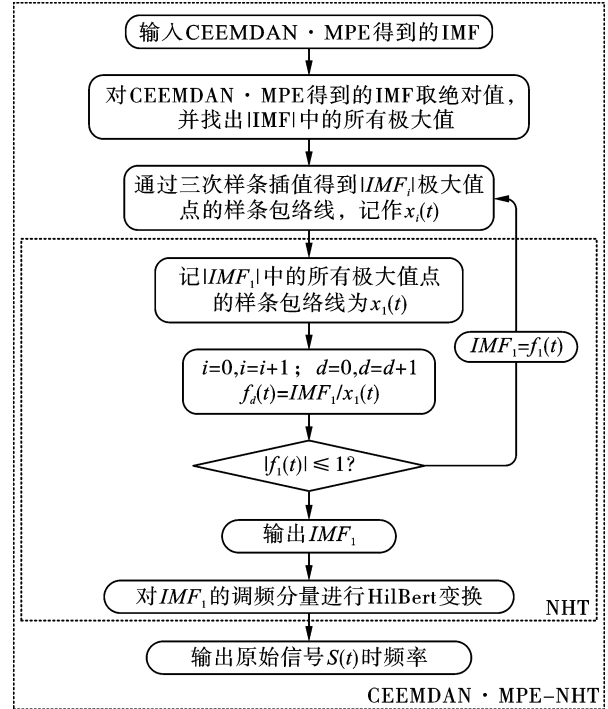 输入CEEMDAN·MPE得到的IMF
对CEEMDAN·MPE得到的IMF取绝对值，
并找出|IMF|中的所有极大值
通过三次样条插值得到|IMFᵢ|极大值
点的样条包络线，记作xᵢ(t)
记|IMF₁|中的所有极大值点
的样条包络线为x₁(t)
IMF₁=f₁(t)
i=0,i=i+1；d=0,d=d+1
f_d(t)=IMF₁/x₁(t)
|f₁(t)|≤1?
输出IMF₁
对IMF₁的调频分量进行HilBert变换
NHT
输出原始信号S(t)时频率
CEEMDAN·MPE-NHT